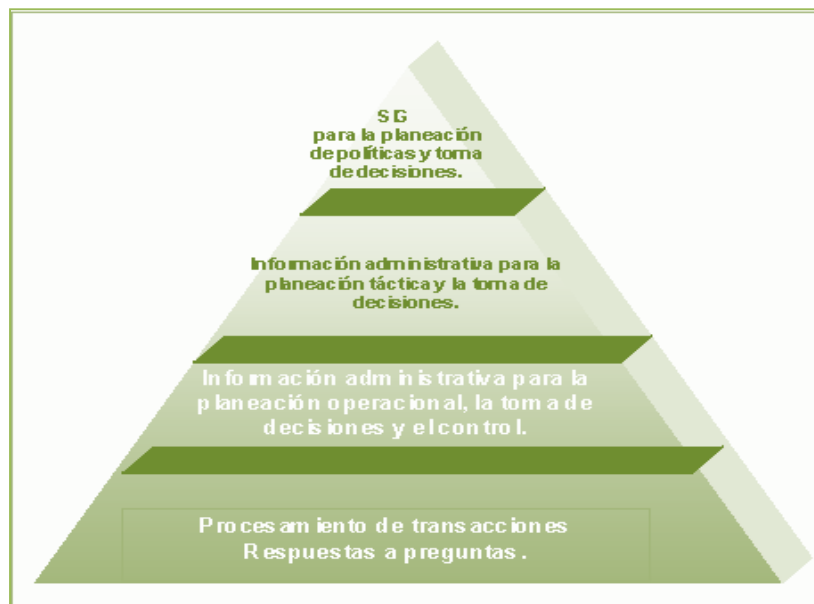 SIG
para la planeación
de políticas y toma
de decisiones.
Información administrativa para la
planeación táctica y la toma de
decisiones.
Información administrativa para la
planeación operacional, la toma de
decisiones y el control.
Procesamiento de transacciones
Respuestas a preguntas.